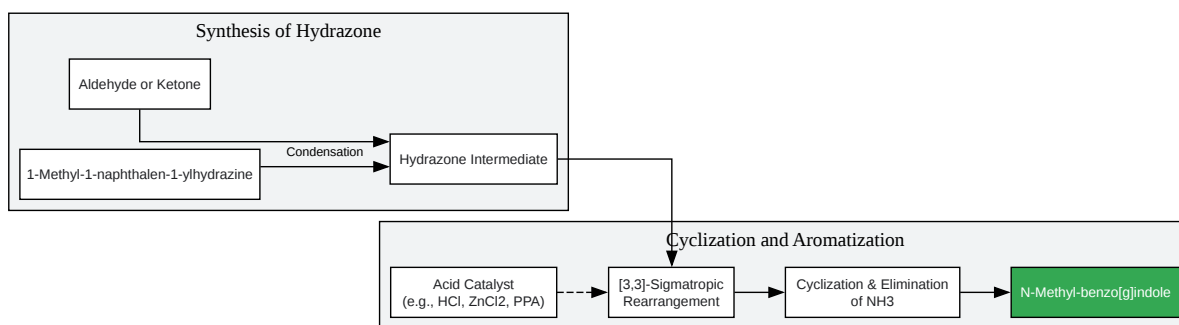 Synthesis of Hydrazone
Aldehyde or Ketone
Condensation
1-Methyl-1-naphthalen-1-ylhydrazine
Hydrazone Intermediate
Cyclization and Aromatization
Acid Catalyst
(e.g., HCl, ZnCl2, PPA)
[3,3]-Sigmatropic
Rearrangement
Cyclization & Elimination
of NH3
N-Methyl-benzo[g]indole